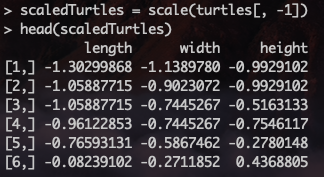 > scaledTurtles = scale(turtles[, -1])
> head(scaledTurtles)
          length      width     height
[1,] -1.30299868 -1.1389780 -0.9929102
[2,] -1.05887715 -0.9023072 -0.9929102
[3,] -1.05887715 -0.7445267 -0.5163133
[4,] -0.96122853 -0.7445267 -0.7546117
[5,] -0.76593131 -0.5867462 -0.2780148
[6,] -0.08239102 -0.2711852  0.4368805